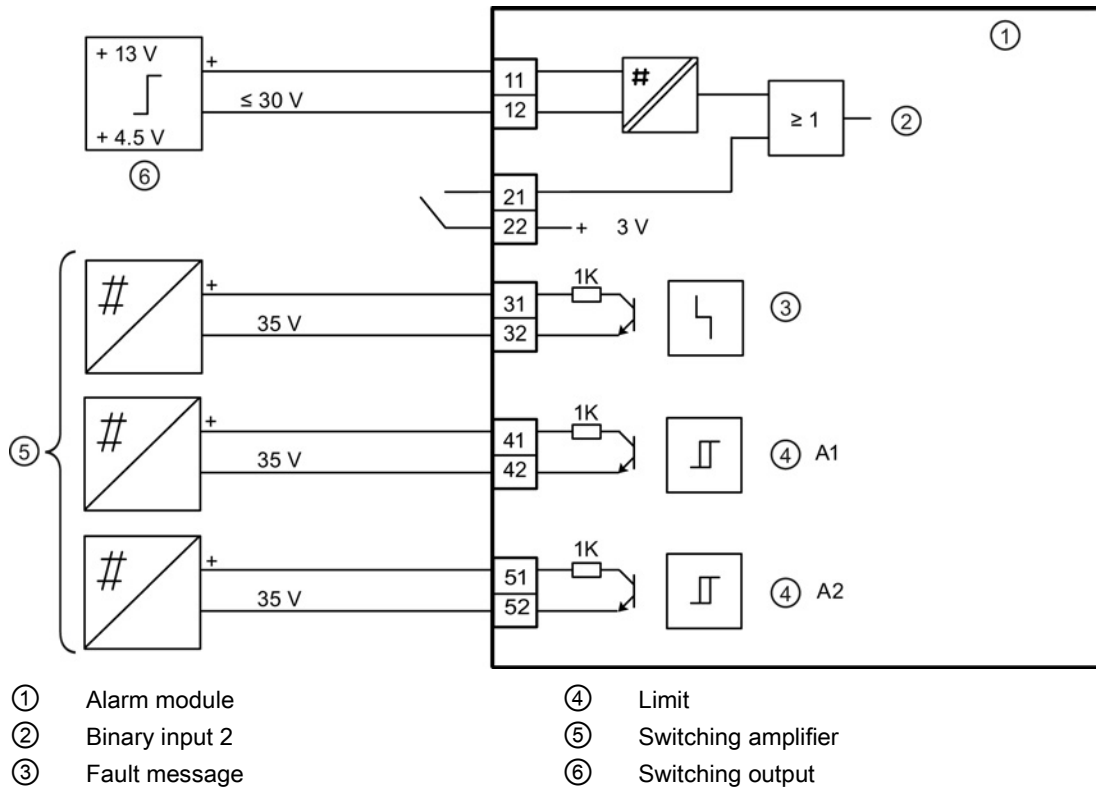 ①
+ 13 V
+
≤ 30 V
+ 4.5 V
⑥
11
12
#
≥ 1
②
21
22
+ 3 V
#
+
35 V
31
32
1K
③
⑤
#
+
35 V
41
42
1K
④ A1
#
+
35 V
51
52
1K
④ A2
① Alarm module
② Binary input 2
③ Fault message
④ Limit
⑤ Switching amplifier
⑥ Switching output